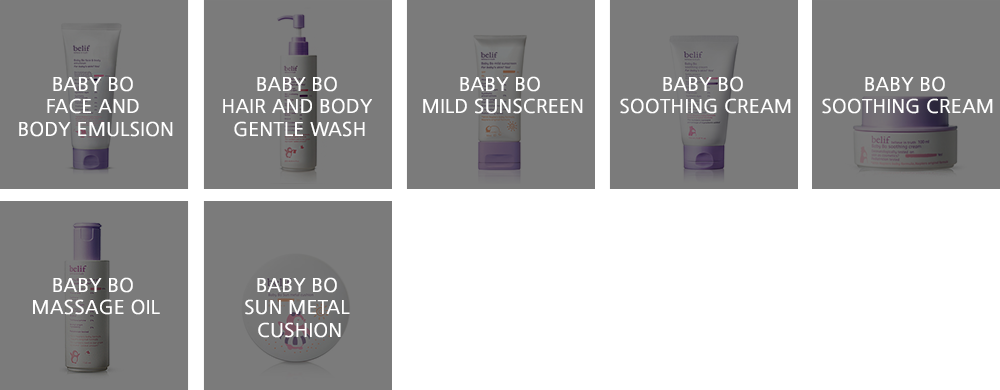 belif
BABY BO
FACE AND
BODY EMULSION
belif
BABY BO
HAIR AND BODY
GENTLE WASH
belif
BABY BO
MILD SUNSCREEN
belif
BABY BO
SOOTHING CREAM
BABY BO
SOOTHING CREAM
belif
belif
BABY BO
MASSAGE OIL
BABY BO
SUN METAL
CUSHION